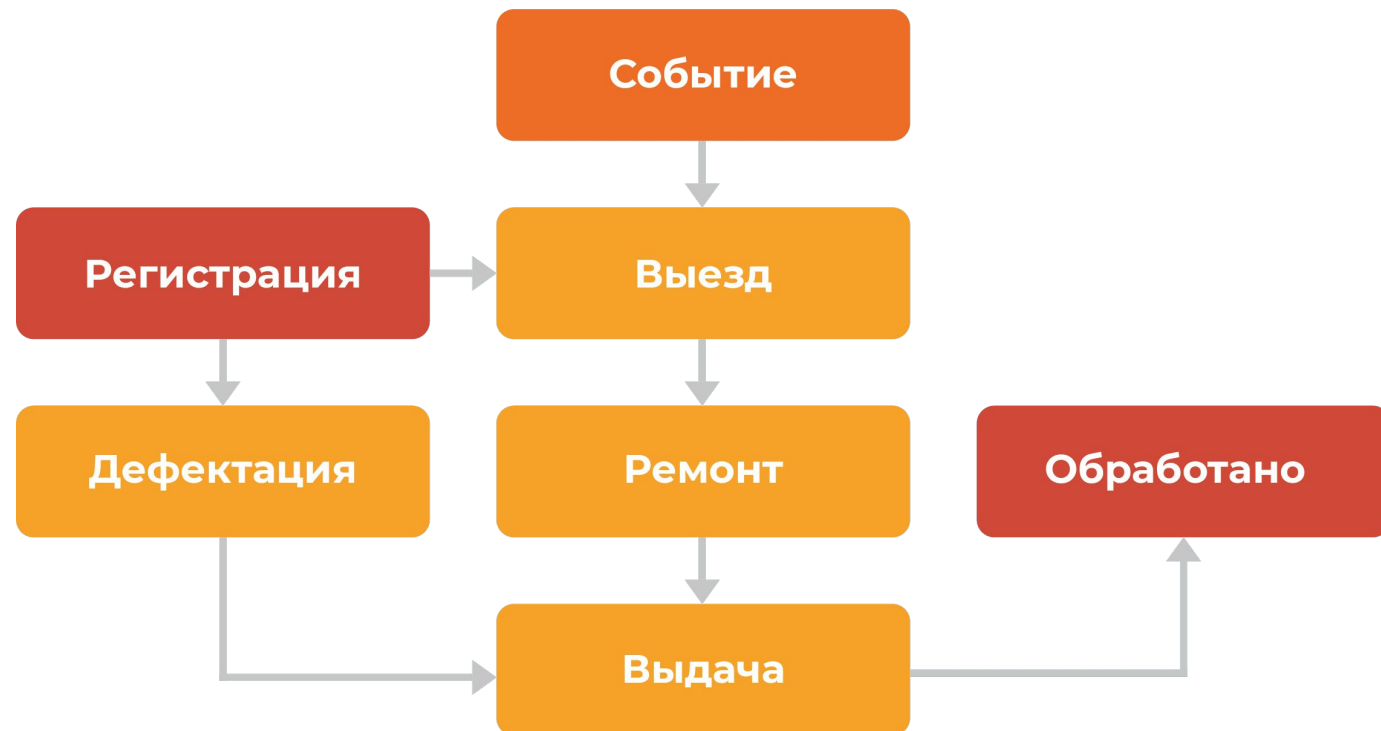 Событие
Регистрация
Выезд
Дефектация
Ремонт
Обработано
Выдача